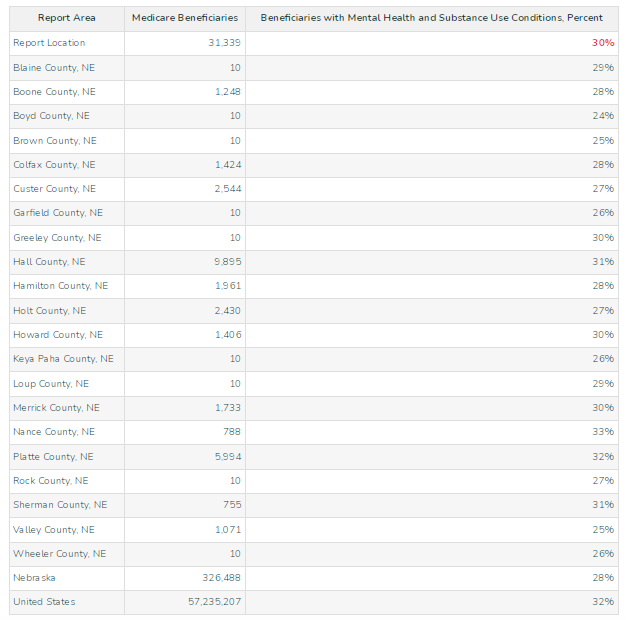 Report Area Medicare Beneficiaries Beneficiaries with Mental Health and Substance Use Conditions, Percent
Report Location 31,339 30%
Blaine County, NE 10 29%
Boone County, NE 1,248 28%
Boyd County, NE 10 24%
Brown County, NE 10 25%
Colfax County, NE 1,424 28%
Custer County, NE 2,544 27%
Garfield County, NE 10 26%
Greeley County, NE 10 30%
Hall County, NE 9,895 31%
Hamilton County, NE 1,961 28%
Holt County, NE 2,430 27%
Howard County, NE 1,406 30%
Keya Paha County, NE 10 26%
Loup County, NE 10 29%
Merrick County, NE 1,733 30%
Nance County, NE 788 33%
Platte County, NE 5,994 32%
Rock County, NE 10 27%
Sherman County, NE 755 31%
Valley County, NE 1,071 25%
Wheeler County, NE 10 26%
Nebraska 326,488 28%
United States 57,235,207 32%